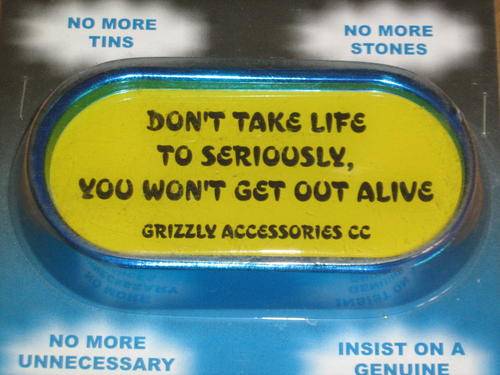 NO MORE
TINS
NO MORE
STONES
DON'T TAKE LIFE
TO SERIOUSLY,
YOU WON'T GET OUT ALIVE
GRIZZLY ACCESSORIES CC
NO MORE
UNNECESSARY
INSIST ON A
GENUINE